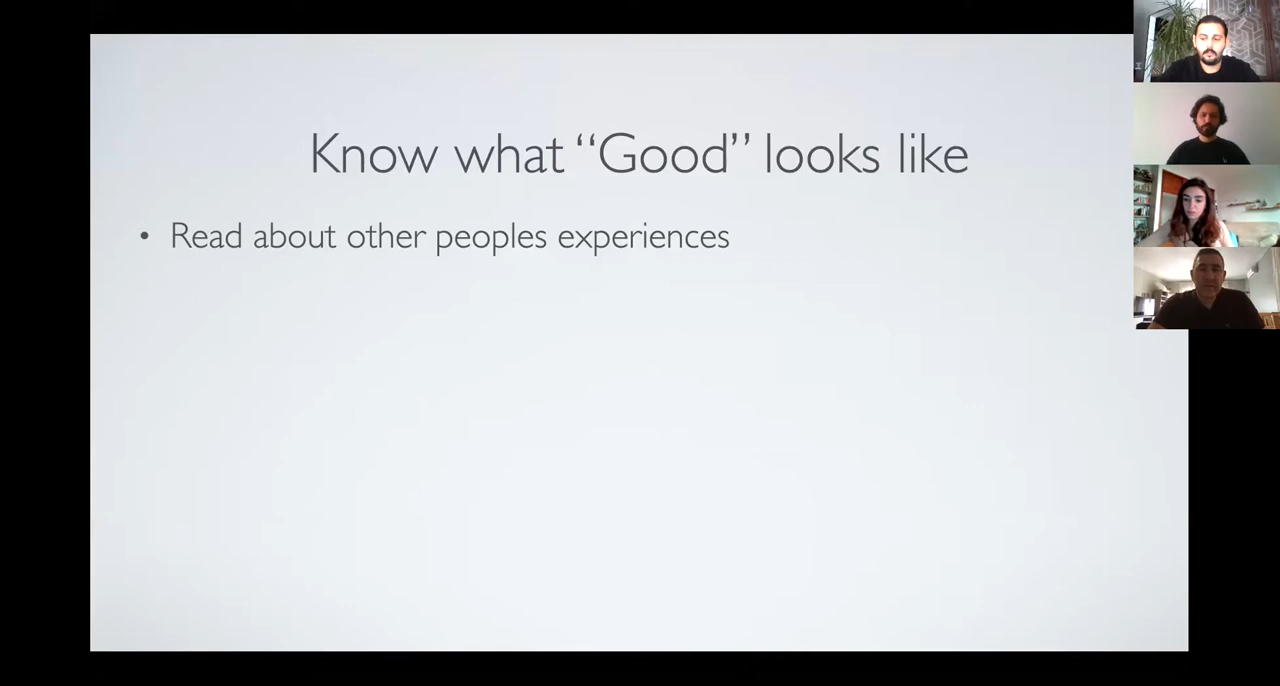 Know what “Good” looks like
• Read about other peoples experiences